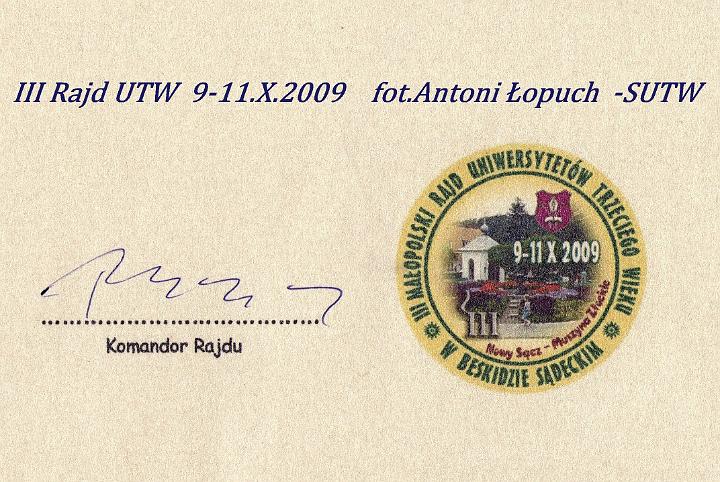 III Rajd UTW 9-11.X.2009 fot.Antoni Łopuch -SUTW
III MAŁOPOLSKI RAJD UNIWERSYTETÓW TRZECIEGO WIEKU
9-11 X 2009
III
Nowy Sącz - Muszyna Złockie
W BESKIDZIE SĄDECKIM
Komandor Rajdu